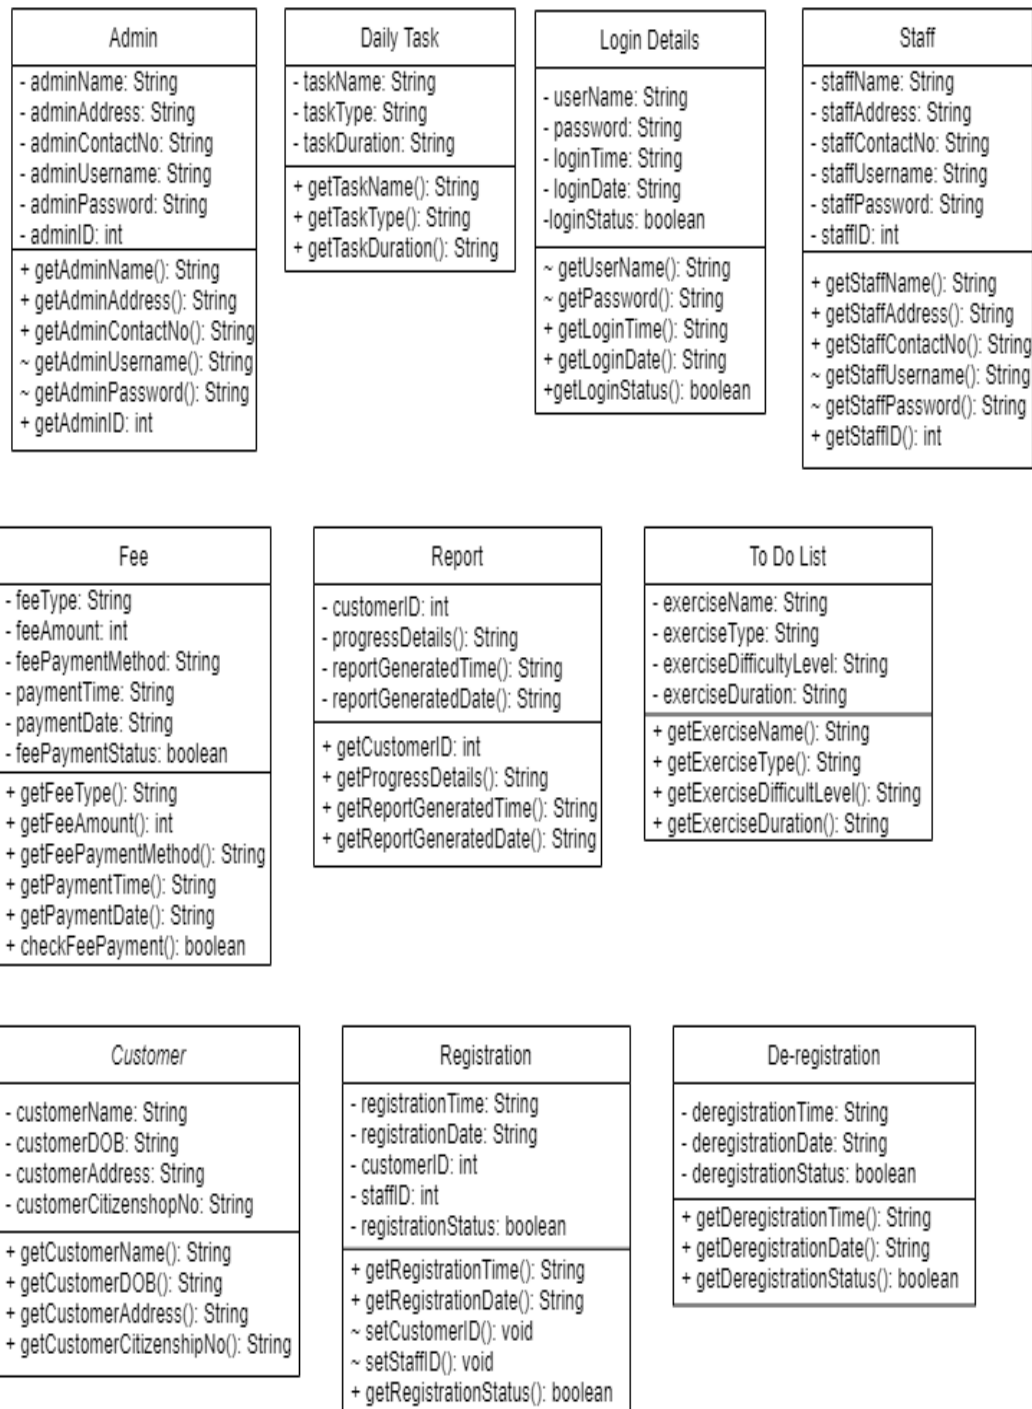 Admin
- adminName: String
- adminAddress: String
- adminContactNo: String
- adminUsername: String
- adminPassword: String
- adminID: int
+ getAdminName(): String
+ getAdminAddress(): String
+ getAdminContactNo(): String
~ getAdminUsername(): String
~ getAdminPassword(): String
+ getAdminID: int
Daily Task
- taskName: String
- taskType: String
- taskDuration: String
+ getTaskName(): String
+ getTaskType(): String
+ getTaskDuration(): String
Login Details
- userName: String
- password: String
- loginTime: String
- loginDate: String
-loginStatus: boolean
~ getUserName(): String
~ getPassword(): String
+ getLoginTime(): String
+ getLoginDate(): String
+getLoginStatus(): boolean
Staff
- staffName: String
- staffAddress: String
- staffContactNo: String
- staffUsername: String
- staffPassword: String
- staffID: int
+ getStaffName(): String
+ getStaffAddress(): String
+ getStaffContactNo(): String
~ getStaffUsername(): String
~ getStaffPassword(): String
+ getStaffID(): int
Fee
- feeType: String
- feeAmount: int
- feePaymentMethod: String
- paymentTime: String
- paymentDate: String
- feePaymentStatus: boolean
+ getFeeType(): String
+ getFeeAmount(): int
+ getFeePaymentMethod(): String
+ getPaymentTime(): String
+ getPaymentDate(): String
+ checkFeePayment(): boolean
Report
- customerID: int
- progressDetails(): String
- reportGeneratedTime(): String
- reportGeneratedDate(): String
+ getCustomerID: int
+ getProgressDetails(): String
+ getReportGeneratedTime(): String
+ getReportGeneratedDate(): String
To Do List
- exerciseName: String
- exerciseType: String
- exerciseDifficultyLevel: String
- exerciseDuration: String
+ getExerciseName(): String
+ getExerciseType(): String
+ getExerciseDifficultLevel(): String
+ getExerciseDuration(): String
Customer
- customerName: String
- customerDOB: String
- customerAddress: String
- customerCitizenshopNo: String
+ getCustomerName(): String
+ getCustomerDOB(): String
+ getCustomerAddress(): String
+ getCustomerCitizenshipNo(): String
Registration
- registrationTime: String
- registrationDate: String
- customerID: int
- staffID: int
- registrationStatus: boolean
+ getRegistrationTime(): String
+ getRegistrationDate(): String
~ setCustomerID(): void
~ setStaffID(): void
+ getRegistrationStatus(): boolean
De-registration
- deregistrationTime: String
- deregistrationDate: String
- deregistrationStatus: boolean
+ getDeregistrationTime(): String
+ getDeregistrationDate(): String
+ getDeregistrationStatus(): boolean